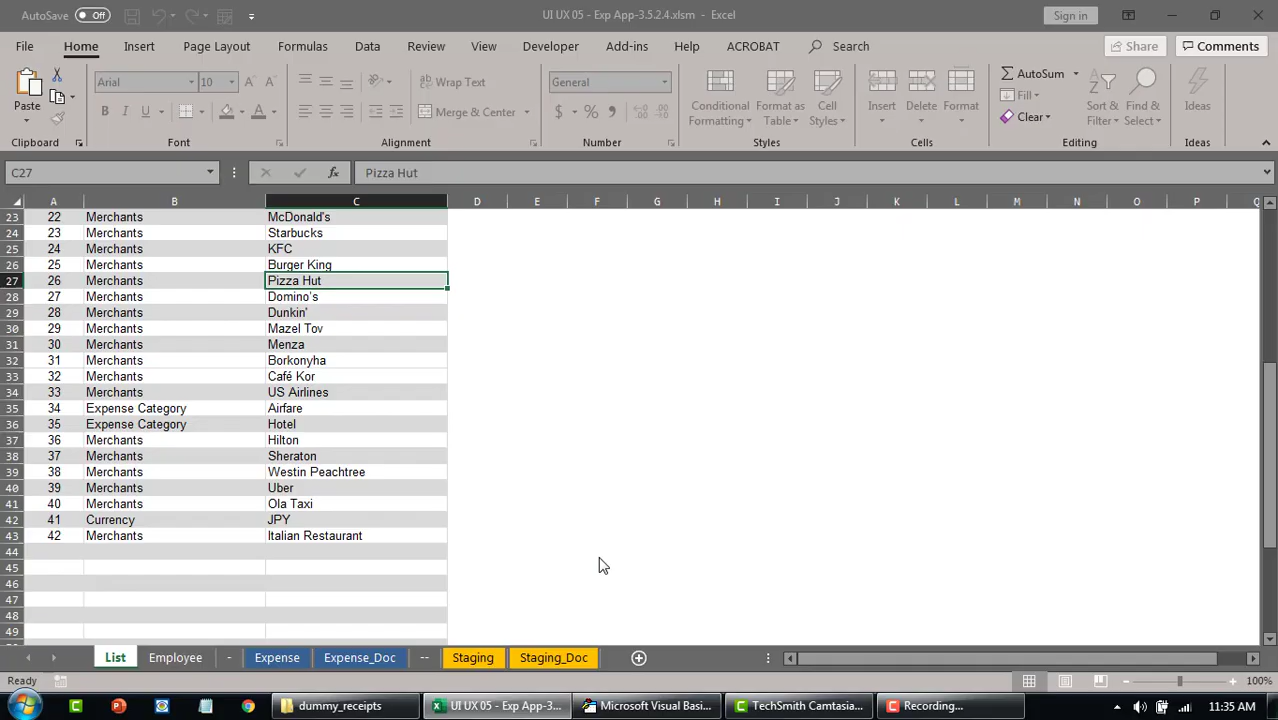 AutoSave Off UI UX 05 - Exp App-3.5.2.4.xlsm - Excel Sign in
File Home Insert Page Layout Formulas Data Review View Developer Add-ins Help ACROBAT Search Share Comments
Paste Arial 10 Wrap Text General Conditional Formatting Format as Table Cell Styles Insert Delete Format AutoSum Sort & Filter Find & Select Ideas
B I U Merge & Center $ % , Fill
Clear
Clipboard Font Alignment Number Styles Cells Editing Ideas
C27 fx Pizza Hut
A B C D E F G H I J K L M N O P Q
23 22 Merchants McDonald's
24 23 Merchants Starbucks
25 24 Merchants KFC
26 25 Merchants Burger King
27 26 Merchants Pizza Hut
28 27 Merchants Domino's
29 28 Merchants Dunkin'
30 29 Merchants Mazel Tov
31 30 Merchants Menza
32 31 Merchants Borkonyha
33 32 Merchants Café Kor
34 33 Merchants US Airlines
35 34 Expense Category Airfare
36 35 Expense Category Hotel
37 36 Merchants Hilton
38 37 Merchants Sheraton
39 38 Merchants Westin Peachtree
40 39 Merchants Uber
41 40 Merchants Ola Taxi
42 41 Currency JPY
43 42 Merchants Italian Restaurant
44
45
46
47
48
49
List Employee - Expense Expense_Doc -- Staging Staging_Doc
Ready 100%
dummy_receipts UI UX 05 - Exp App-3... Microsoft Visual Basi... TechSmith Camtasia... Recording... 11:35 AM